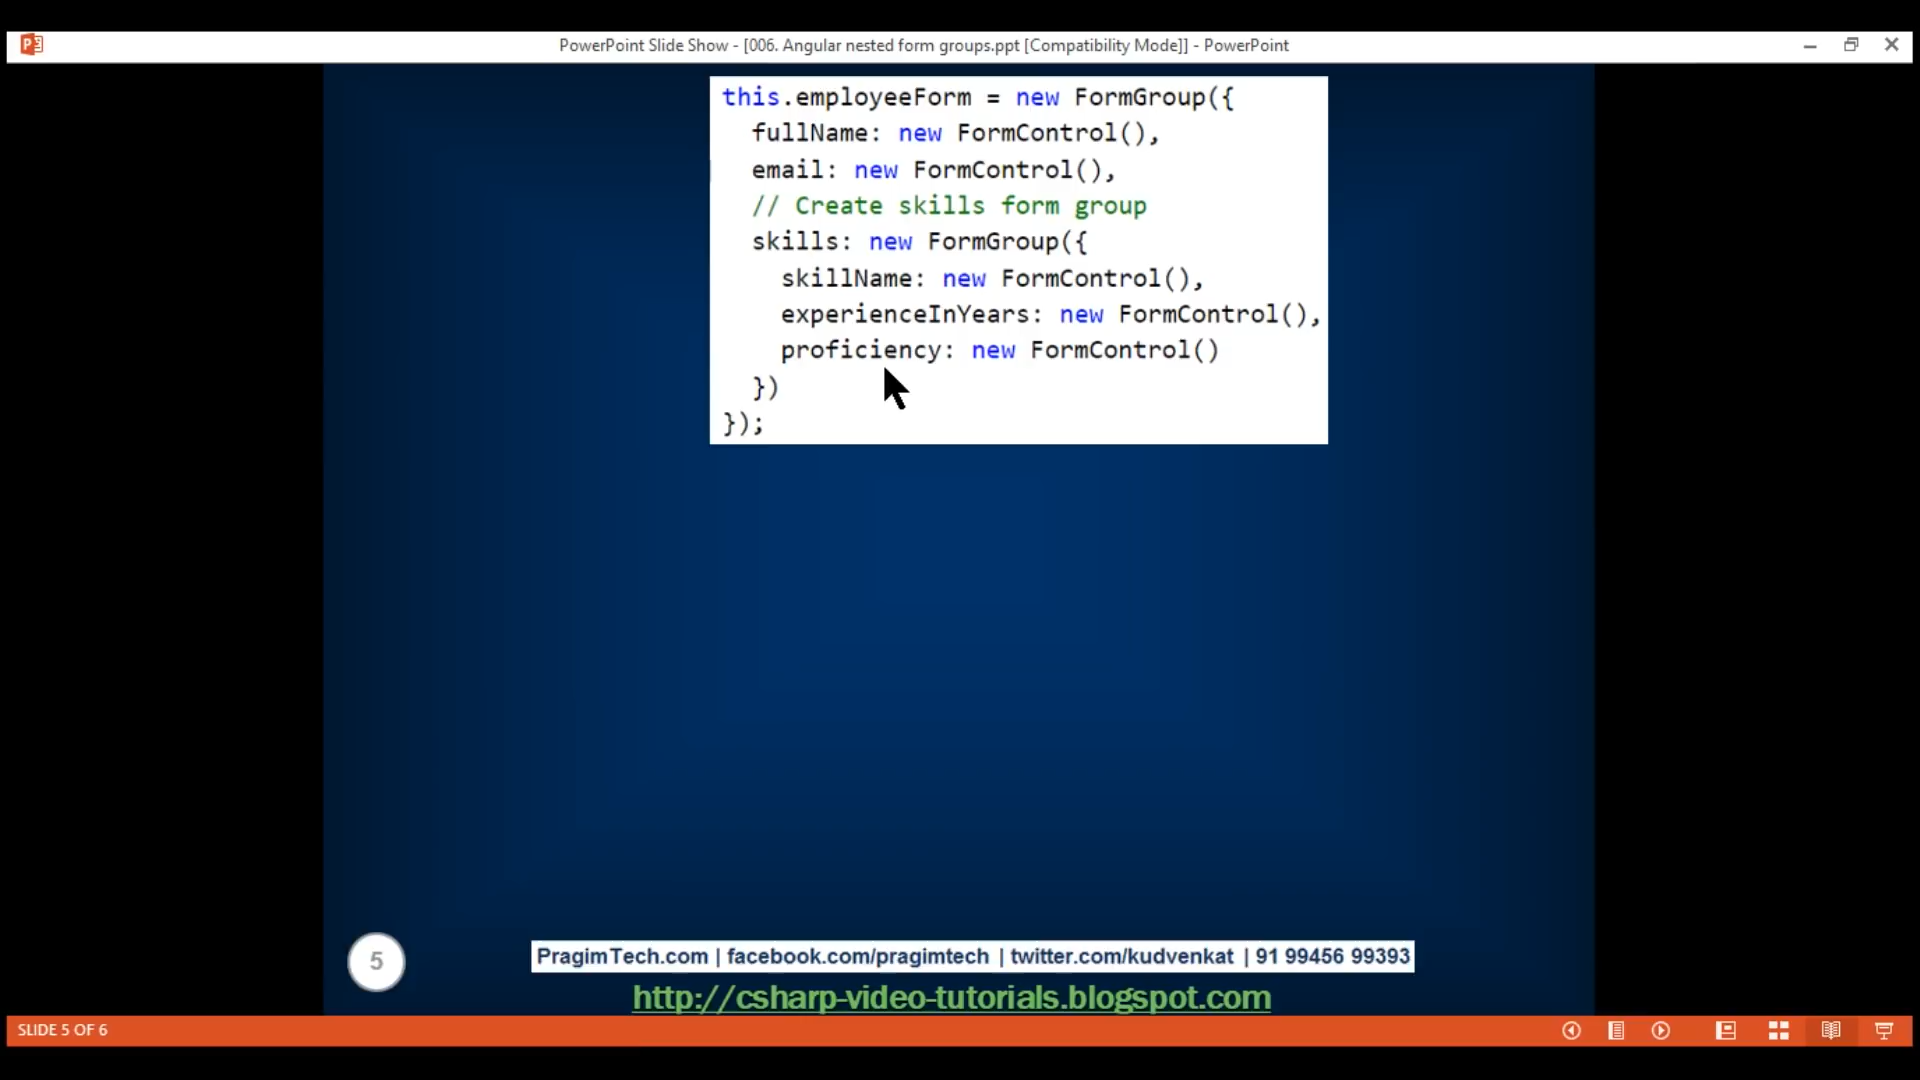 PowerPoint Slide Show - [006. Angular nested form groups.ppt [Compatibility Mode]] - PowerPoint
this.employeeForm = new FormGroup({
fullName: new FormControl(),
email: new FormControl(),
// Create skills form group
skills: new FormGroup({
skillName: new FormControl(),
experienceInYears: new FormControl(),
proficiency: new FormControl()
})
});
5
PragimTech.com | facebook.com/pragimtech | twitter.com/kudvenkat | 91 99456 99393
http://csharp-video-tutorials.blogspot.com
SLIDE 5 OF 6